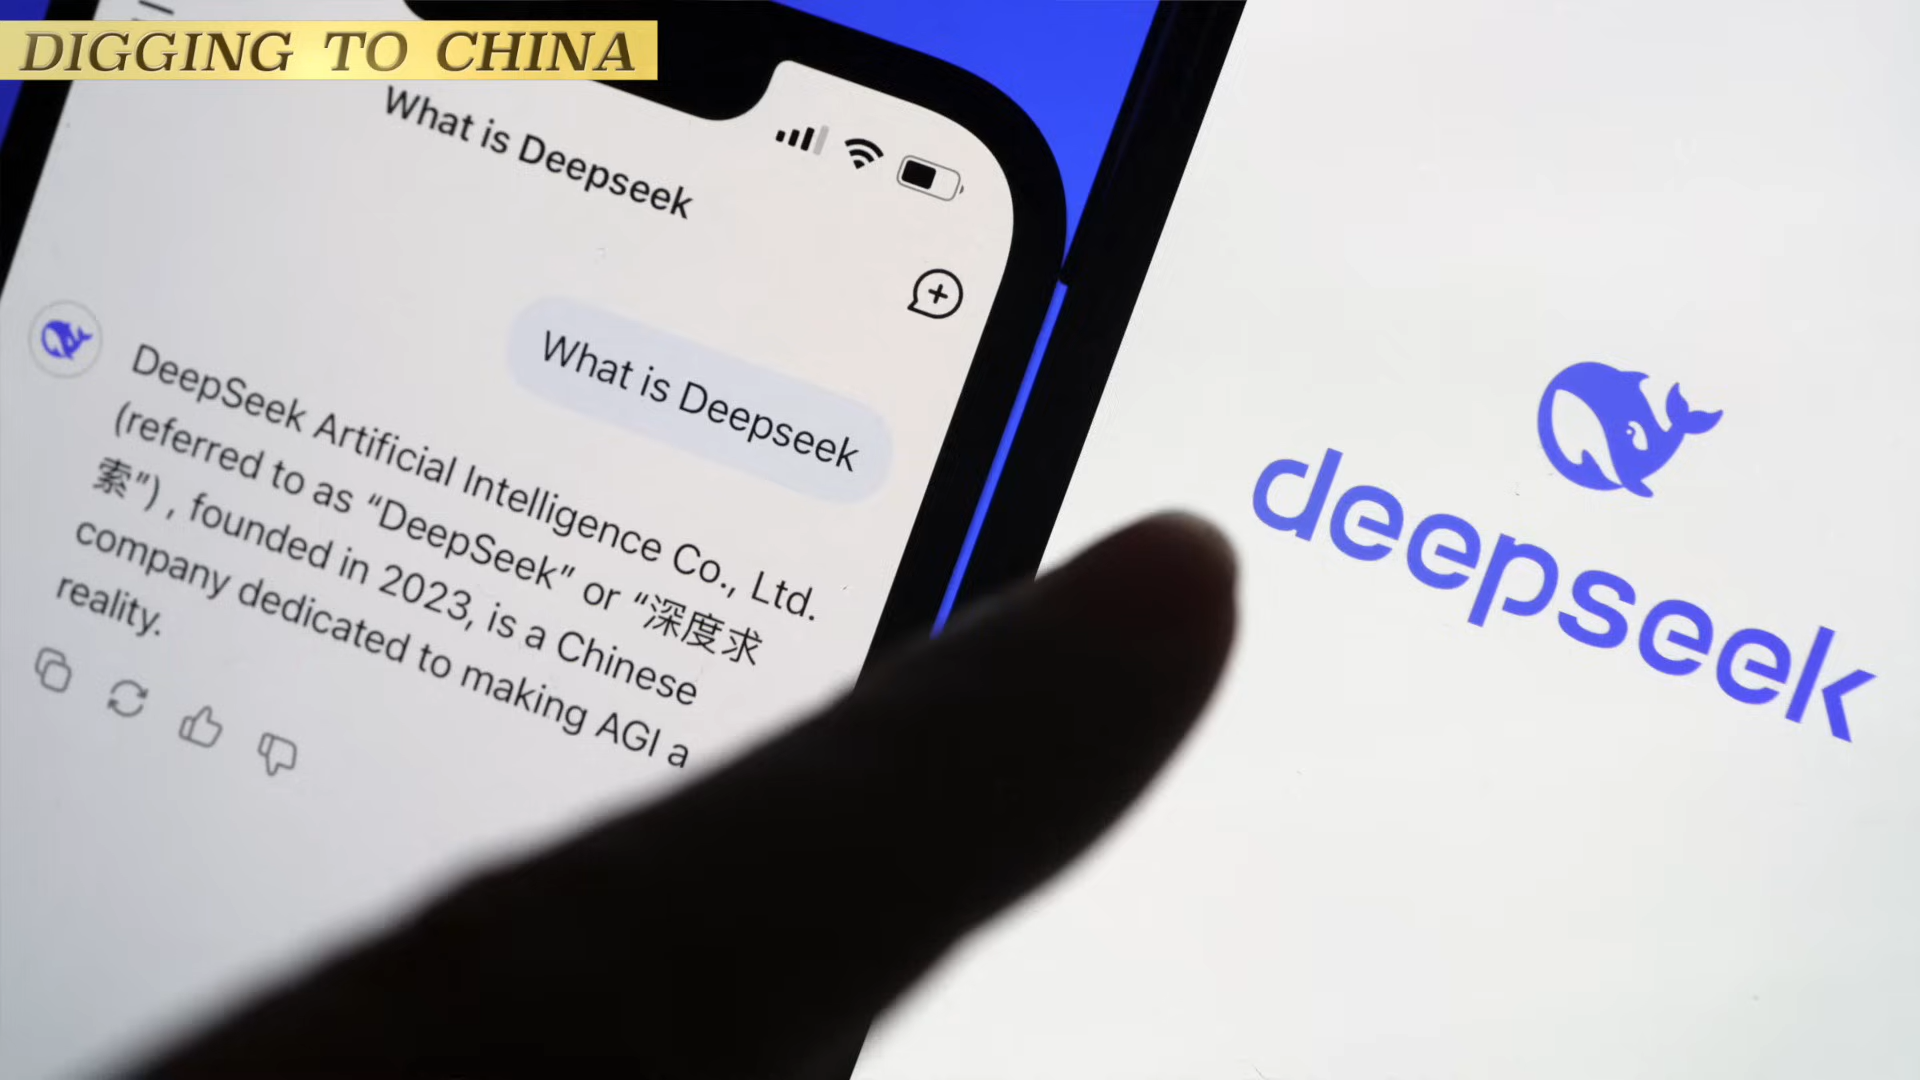 DIGGING TO CHINA
What is Deepseek
What is Deepseek
DeepSeek Artificial Intelligence Co., Ltd.
(referred to as “DeepSeek” or “深度求
索”), founded in 2023, is a Chinese
company dedicated to making AGI a
reality.
deepseek